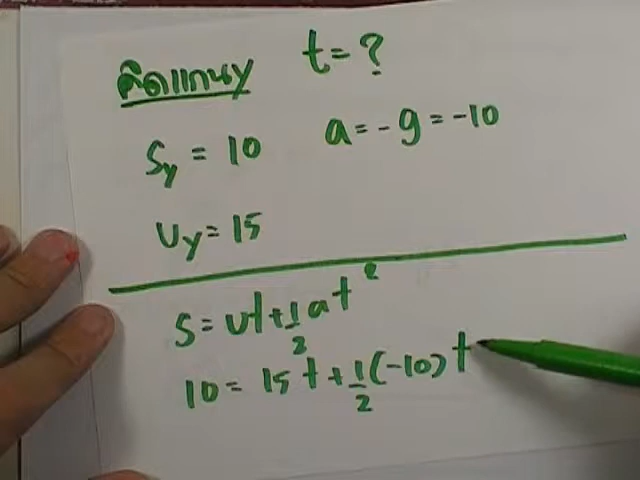 คิดแกน y t = ?
Sy = 10 a = -g = -10
uy = 15
S = ut + 1/2 at²
10 = 15t + 1/2 (-10) t